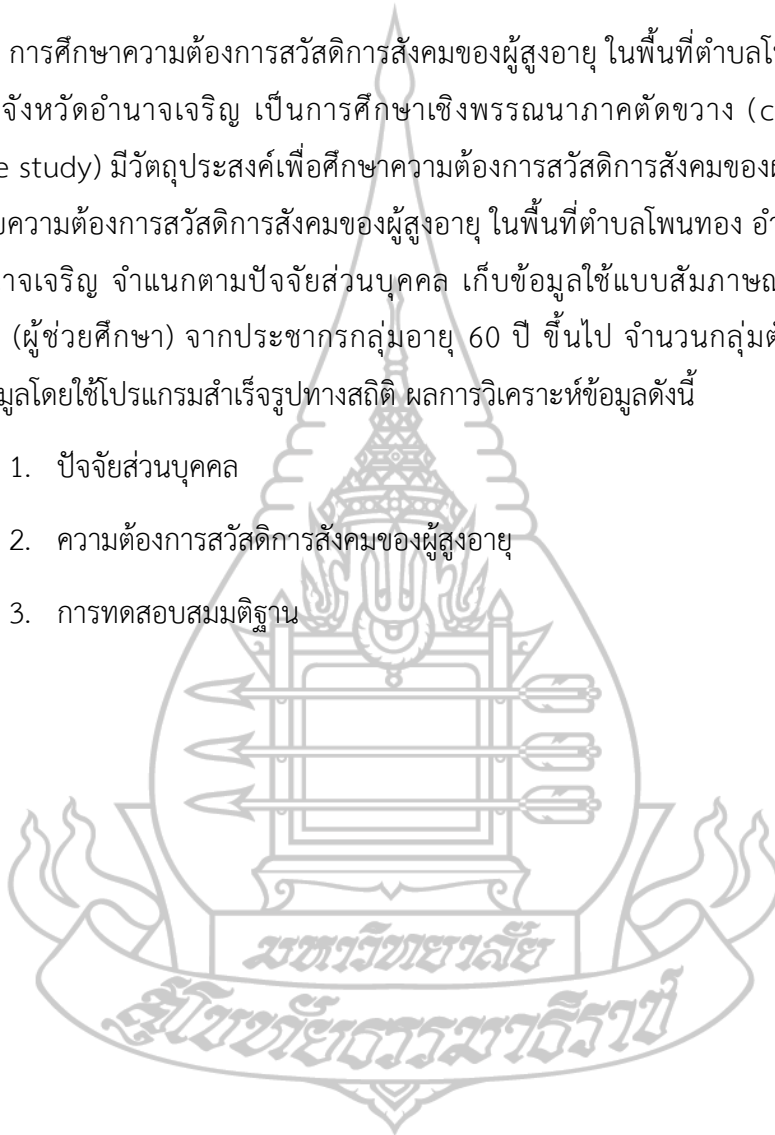 การศึกษาความต้องการสวัสดิการสังคมของผู้สูงอายุ ในพื้นที่ตำบล
จังหวัดอำนาจเจริญ เป็นการศึกษาเชิงพรรณนาภาคตัดขวาง (c
e study) มีวัตถุประสงค์เพื่อศึกษาความต้องการสวัสดิการสังคมของ
ความต้องการสวัสดิการสังคมของผู้สูงอายุ ในพื้นที่ตำบลโพนทอง
าจเจริญ จำแนกตามปัจจัยส่วนบุคคล เก็บข้อมูลใช้แบบสัมภาษณ
(ผู้ช่วยศึกษา) จากประชากรกลุ่มอายุ 60 ปี ขึ้นไป จำนวนกลุ่ม
มูลโดยใช้โปรแกรมสำเร็จรูปทางสถิติ ผลการวิเคราะห์ข้อมูลดังนี้
1. ปัจจัยส่วนบุคคล
2. ความต้องการสวัสดิการสังคมของผู้สูงอายุ
3. การทดสอบสมมติฐาน
มหาวิทยาลัย
สุโขทัยธรรมาธิราช